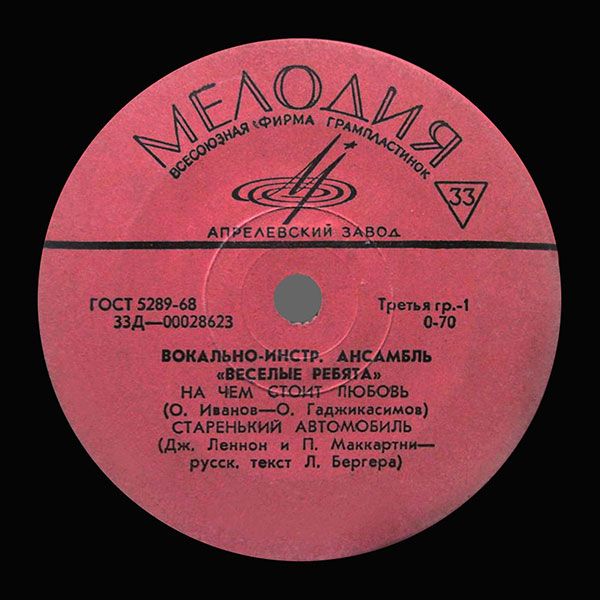 МЕЛОДИЯ
ВСЕСОЮЗНАЯ ФИРМА ГРАМПЛАСТИНОК
33
АПРЕЛЕВСКИЙ ЗАВОД
ГОСТ 5289-68 Третья гр.-1
33Д—00028623 0-70
ВОКАЛЬНО-ИНСТР. АНСАМБЛЬ
«ВЕСЕЛЫЕ РЕБЯТА»
НА ЧЕМ СТОИТ ЛЮБОВЬ
(О. Иванов—О. Гаджикасимов)
СТАРЕНЬКИЙ АВТОМОБИЛЬ
(Дж. Леннон и П. Маккартни—
русск. текст Л. Бергера)